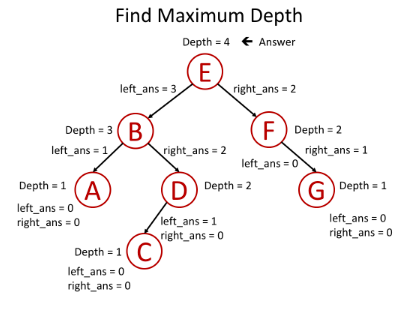 Find Maximum Depth
Depth = 4 ← Answer
E
left_ans = 3
right_ans = 2
Depth = 3
B
F
Depth = 2
left_ans = 1
right_ans = 2
left_ans = 0
right_ans = 1
Depth = 1
A
D
Depth = 2
G
Depth = 1
left_ans = 0
right_ans = 0
left_ans = 1
right_ans = 0
left_ans = 0
right_ans = 0
Depth = 1
C
left_ans = 0
right_ans = 0